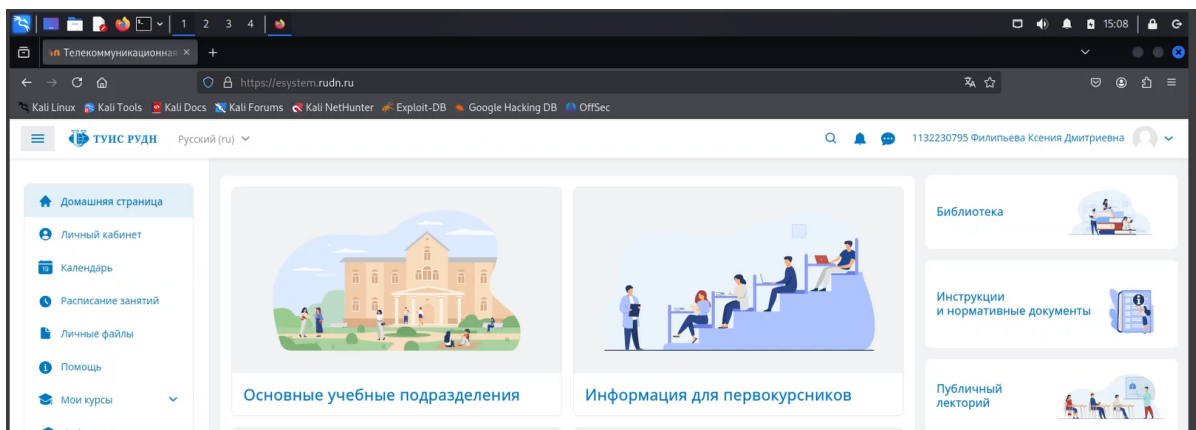 1 2 3 4
15:08
Телекоммуникационная
https://esystem.rudn.ru
Kali Linux Kali Tools Kali Docs Kali Forums Kali NetHunter Exploit-DB Google Hacking DB OffSec
ТУИС РУДН Русский (ru) 1132230795 Филипьева Ксения Дмитриевна
Домашняя страница
Личный кабинет
Календарь
Расписание занятий
Личные файлы
Помощь
Мои курсы
Основные учебные подразделения
Информация для первокурсников
Библиотека
Инструкции
и нормативные документы
Публичный
лекторий